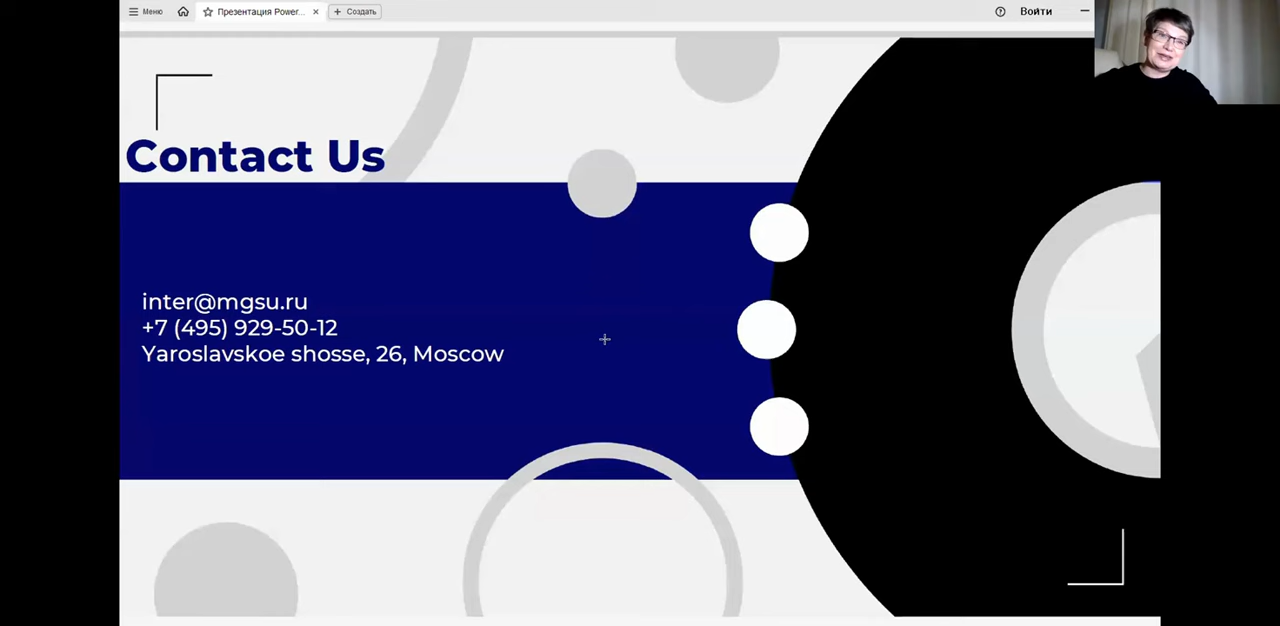 Меню
Презентация Power...
Создать
Войти
Contact Us
inter@mgsu.ru
+7 (495) 929-50-12
Yaroslavskoe shosse, 26, Moscow